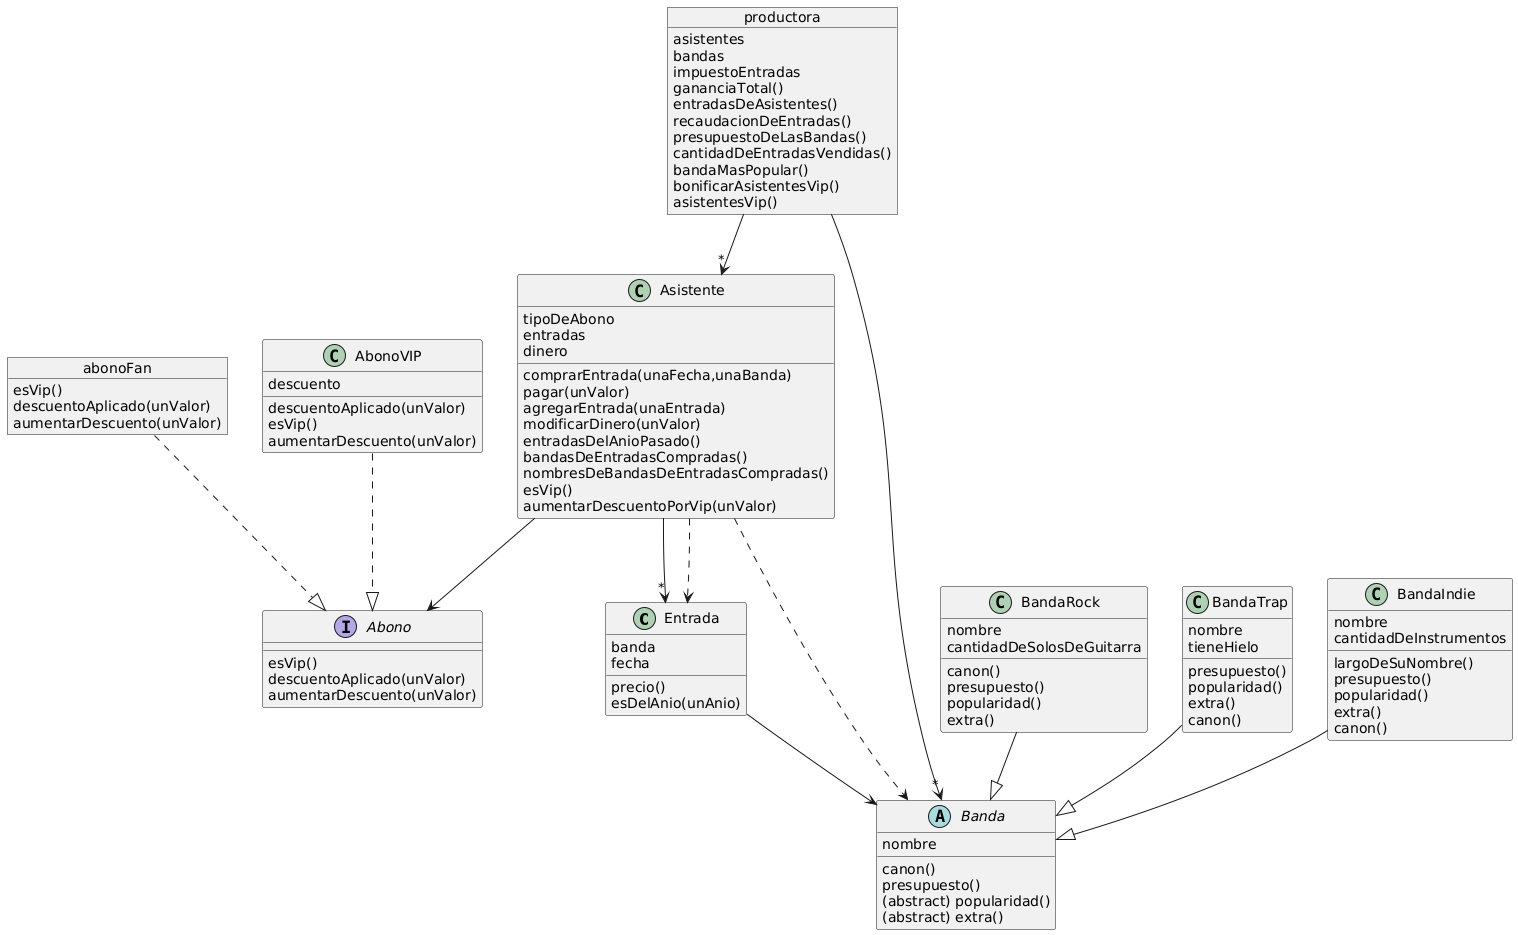 productora
asistentes
bandas
impuestoEntradas
gananciaTotal()
entradasDeAsistentes()
recaudacionDeEntradas()
presupuestoDeLasBandas()
cantidadDeEntradasVendidas()
bandaMasPopular()
bonificarAsistentesVip()
asistentesVip()
*
C Asistente
tipoDeAbono
entradas
dinero
comprarEntrada(unaFecha,unaBanda)
pagar(unValor)
agregarEntrada(unaEntrada)
modificarDinero(unValor)
entradasDelAnioPasado()
bandasDeEntradasCompradas()
nombresDeBandasDeEntradasCompradas()
esVip()
aumentarDescuentoPorVip(unValor)
abonoFan
esVip()
descuentoAplicado(unValor)
aumentarDescuento(unValor)
C AbonoVIP
descuento
descuentoAplicado(unValor)
esVip()
aumentarDescuento(unValor)
*
I Abono
esVip()
descuentoAplicado(unValor)
aumentarDescuento(unValor)
C Entrada
banda
fecha
precio()
esDelAnio(unAnio)
C BandaRock
nombre
cantidadDeSolosDeGuitarra
canon()
presupuesto()
popularidad()
extra()
C BandaTrap
nombre
tieneHielo
presupuesto()
popularidad()
extra()
canon()
C BandaIndie
nombre
cantidadDeInstrumentos
largoDeSuNombre()
presupuesto()
popularidad()
extra()
canon()
*
A Banda
nombre
canon()
presupuesto()
(abstract) popularidad()
(abstract) extra()